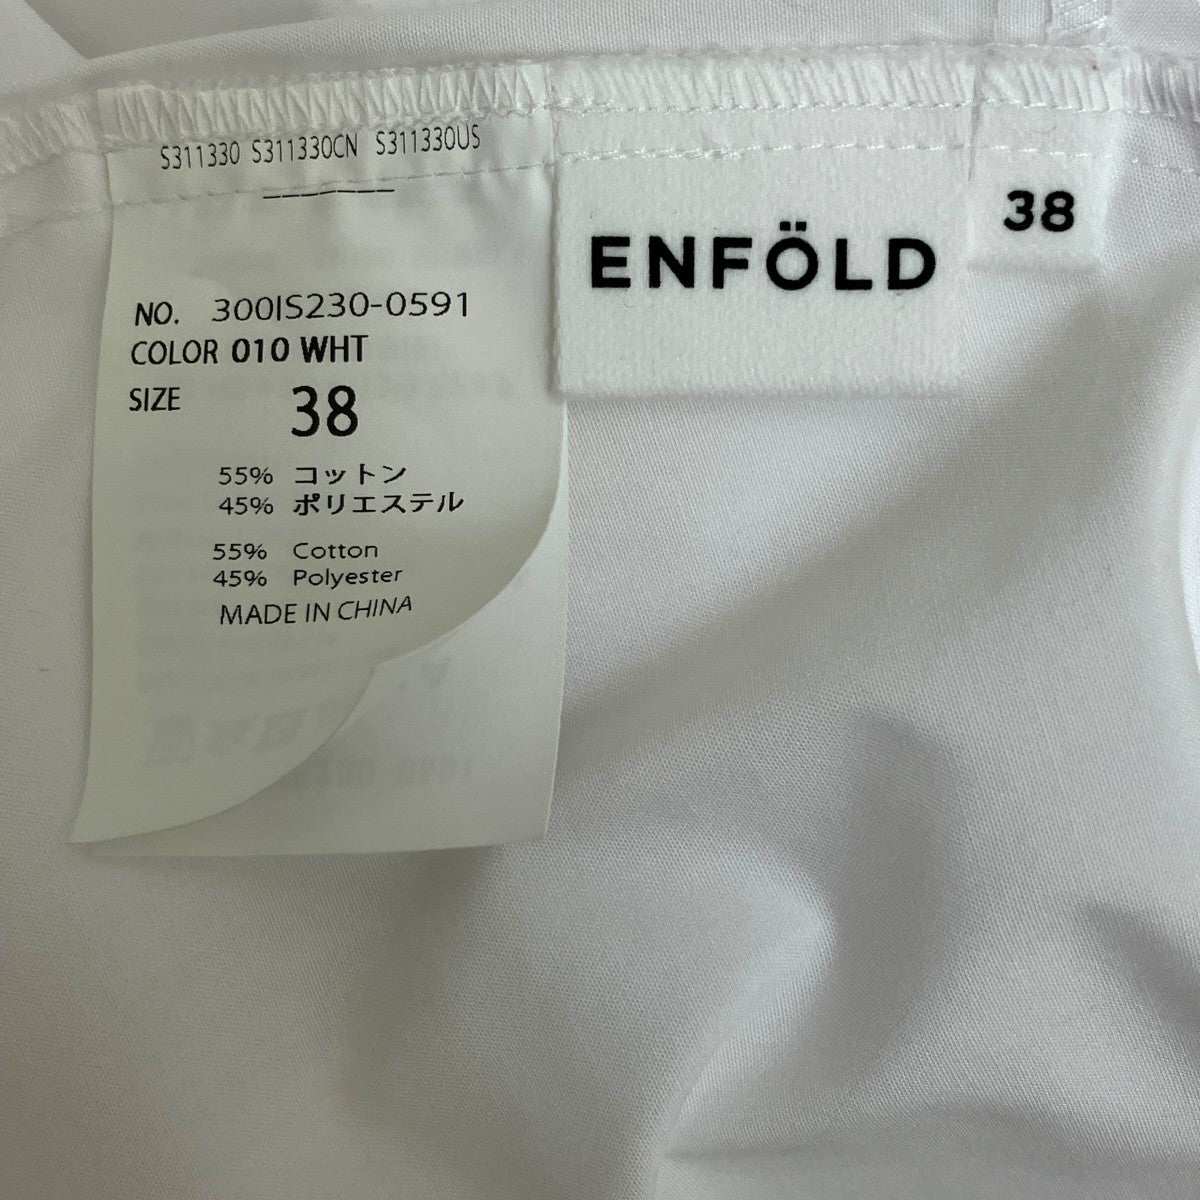 S311330 S311330CN S311330US
NO. 300IS230-0591
COLOR 010 WHT
SIZE 38
55% コットン
45% ポリエステル
55% Cotton
45% Polyester
MADE IN CHINA
ENFÖLD
38